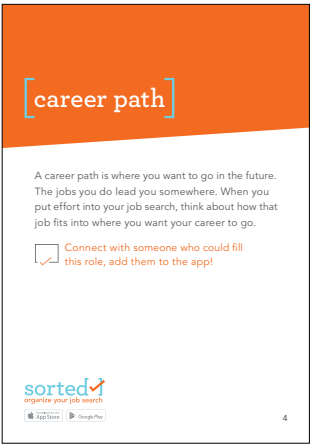 [career path]
A career path is where you want to go in the future.
The jobs you do lead you somewhere. When you
put effort into your job search, think about how that
job fits into where you want your career to go.
Connect with someone who could fill
this role, add them to the app!
sorted
organize your job search
App Store
Google Play
4